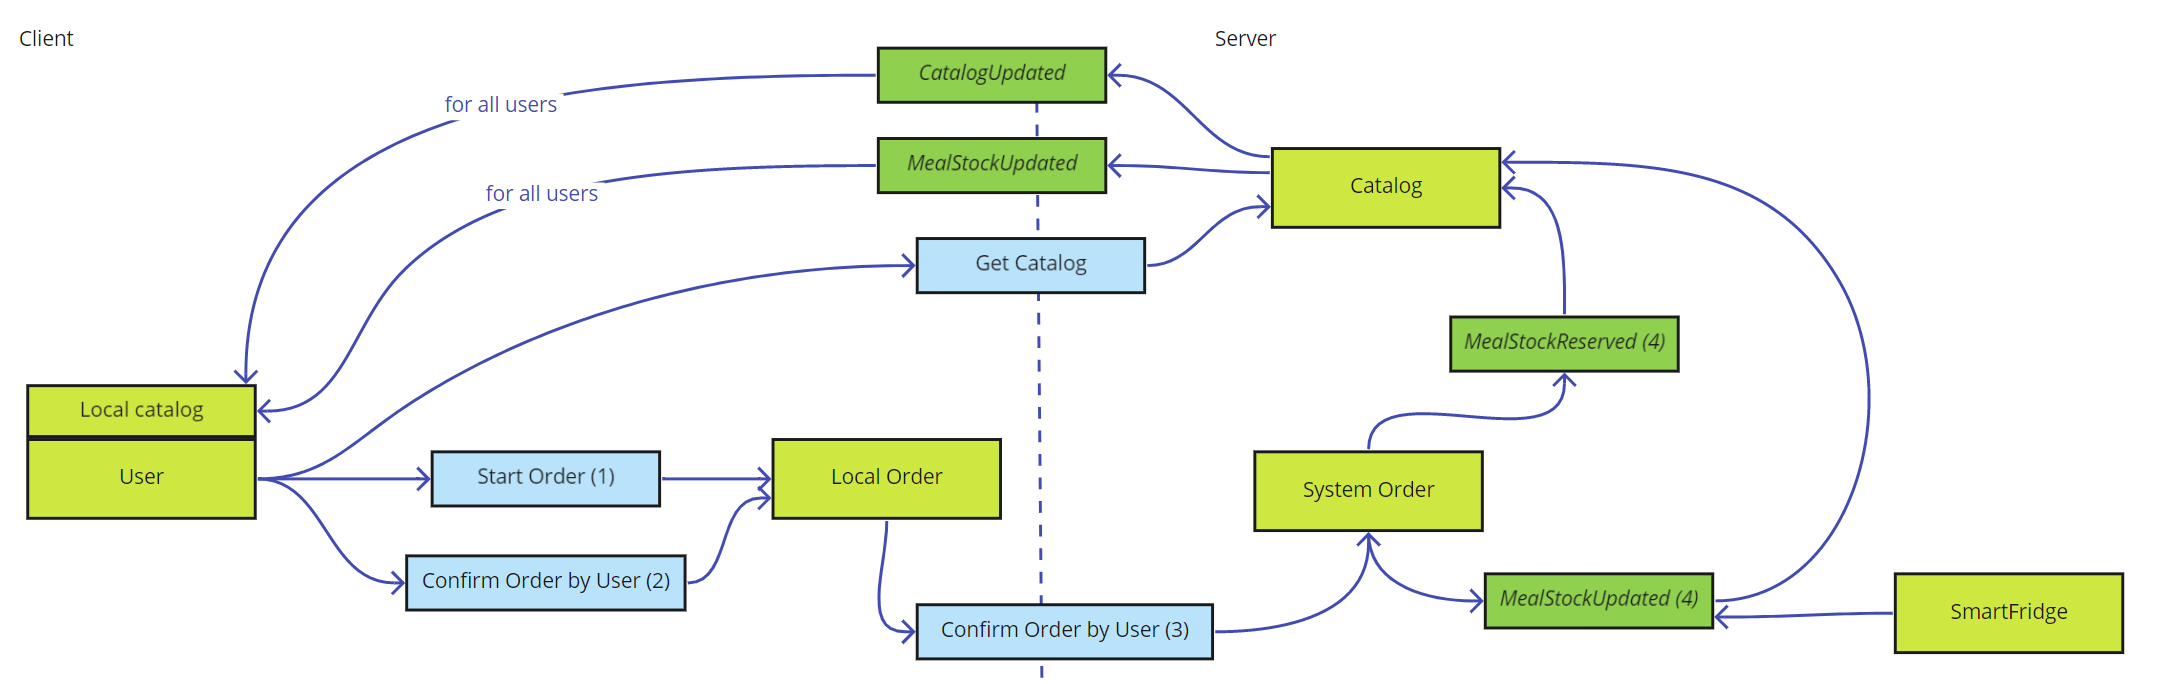 Client
Server
CatalogUpdated
for all users
MealStockUpdated
Catalog
for all users
Get Catalog
MealStockReserved (4)
Local catalog
User
Start Order (1)
Local Order
System Order
Confirm Order by User (2)
MealStockUpdated (4)
SmartFridge
Confirm Order by User (3)